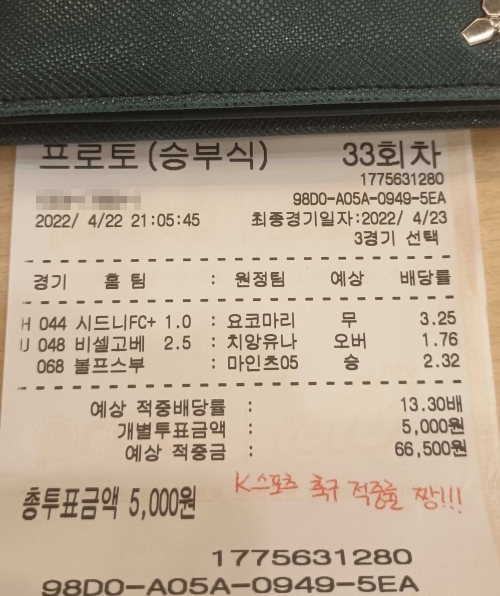 프로토(승부식) 33회차
1775631280
98D0-A05A-0949-5EA
2022/ 4/22 21:05:45 최종경기일자:2022/ 4/23
3경기 선택
경기 홈 팀 : 원정팀 예상 배당률
H 044 시드니FC+ 1.0 : 요코마리 무 3.25
U 048 비셀고베 2.5 : 치앙유나 오버 1.76
068 볼프스부 : 마인츠05 승 2.32
예상 적중배당률 : 13.30배
개별투표금액 : 5,000원
예상 적중금 : 66,500원
K스포츠 축구 적중률 짱!!!
총투표금액 5,000원
1775631280
98D0-A05A-0949-5EA